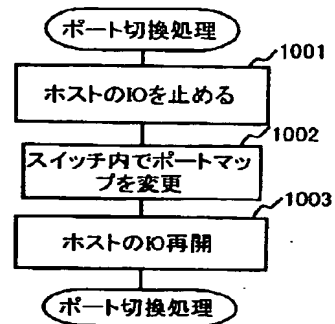 ポート切換処理
1001
ホストのIOを止める
1002
スイッチ内でポートマッ
プを変更
1003
ホストのIO再開
ポート切換処理